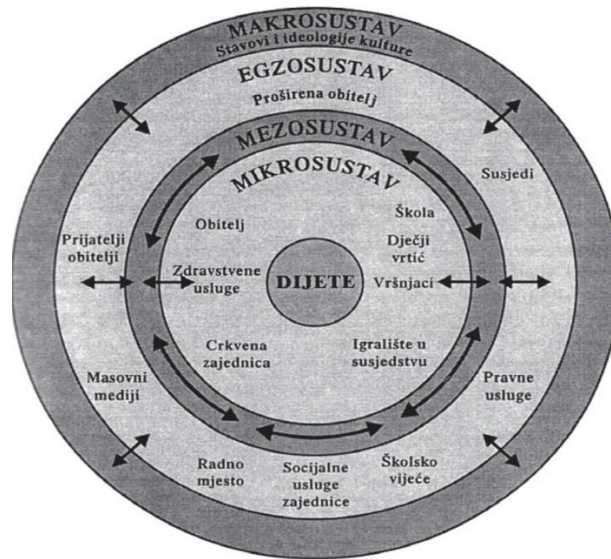 MAKROSUSTAV
Stavovi i ideologije kulture
EGZOSUSTAV
Proširena obitelj
MEZOSUSTAV
MIKROSUSTAV
Susjedi
Škola
Obitelj
Prijatelji
obitelji
Dječji
vrtić
Zdravstvene
usluge
DIJETE
Vršnjaci
Crkvena
zajednica
Igralište u
susjedstvu
Masovni
mediji
Pravne
usluge
Radno
mjesto
Socijalne
usluge
zajednice
Školsko
vijeće